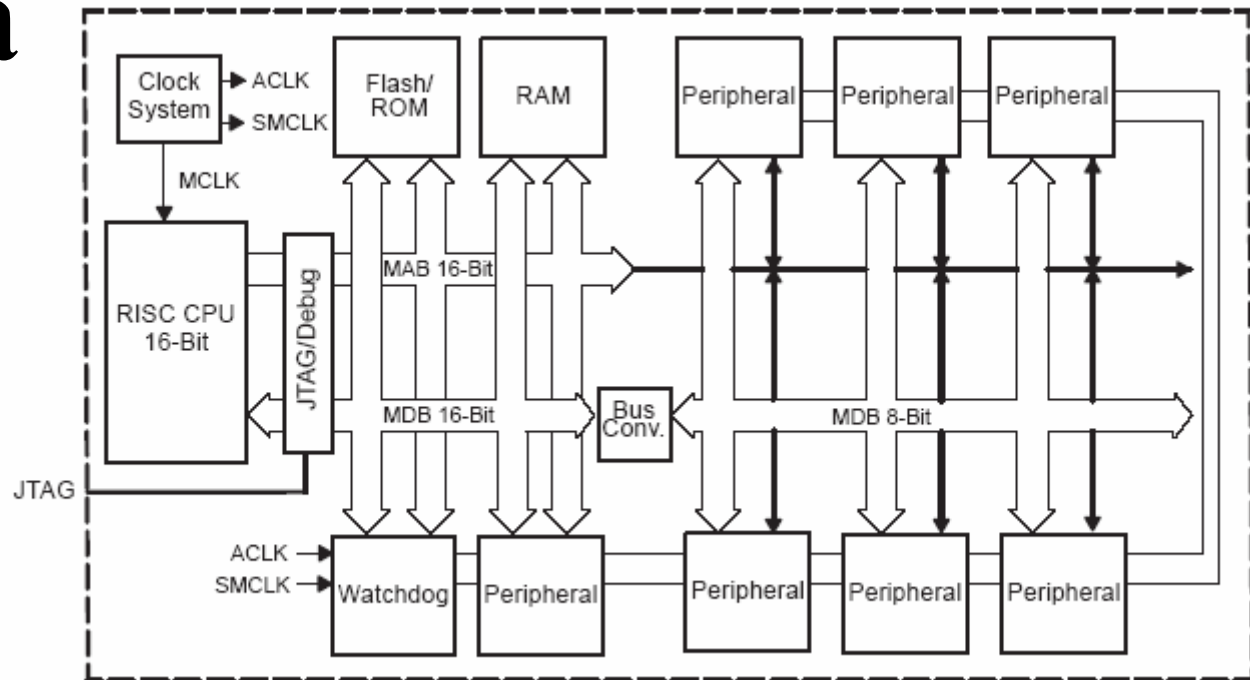 a
Clock
System
ACLK
SMCLK
MCLK
Flash/
ROM
RAM
Peripheral
Peripheral
Peripheral
RISC CPU
16-Bit
JTAG/Debug
MAB 16-Bit
MDB 16-Bit
Bus
Conv.
MDB 8-Bit
JTAG
ACLK
SMCLK
Watchdog
Peripheral
Peripheral
Peripheral
Peripheral